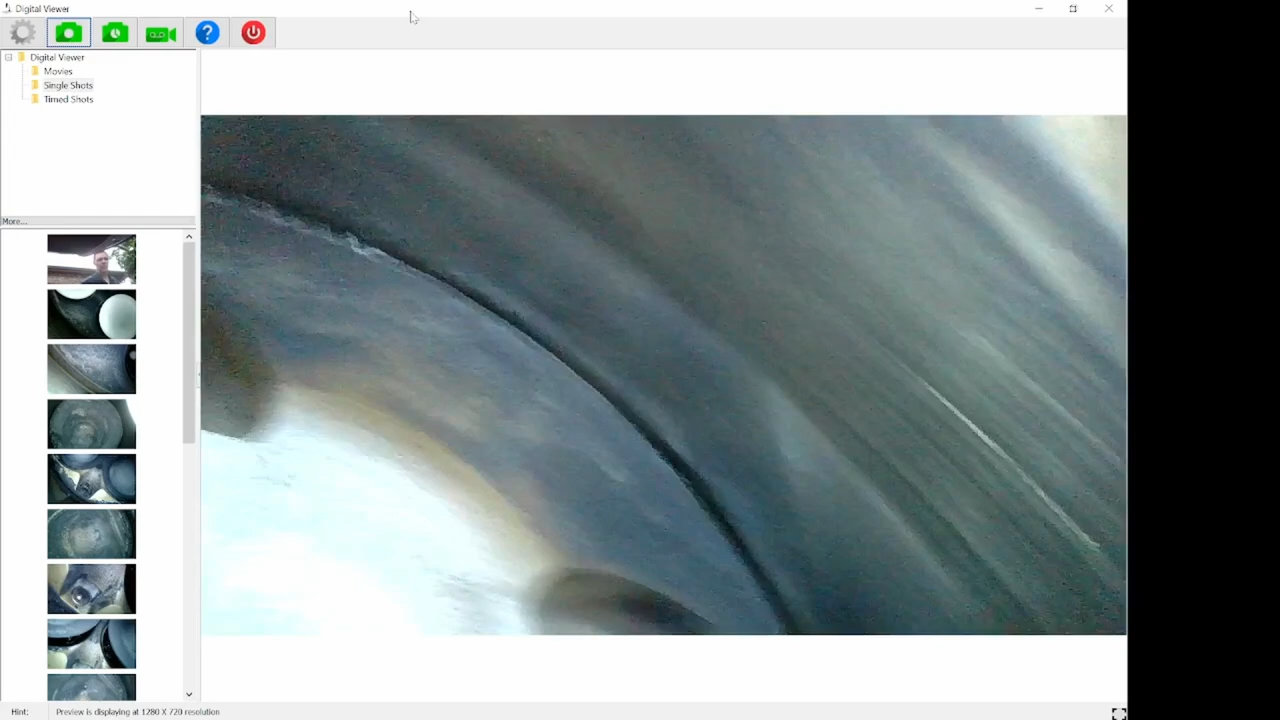 Digital Viewer
?
Digital Viewer
Movies
Single Shots
Timed Shots
More...
Hint:
Preview is displaying at 1280 X 720 resolution